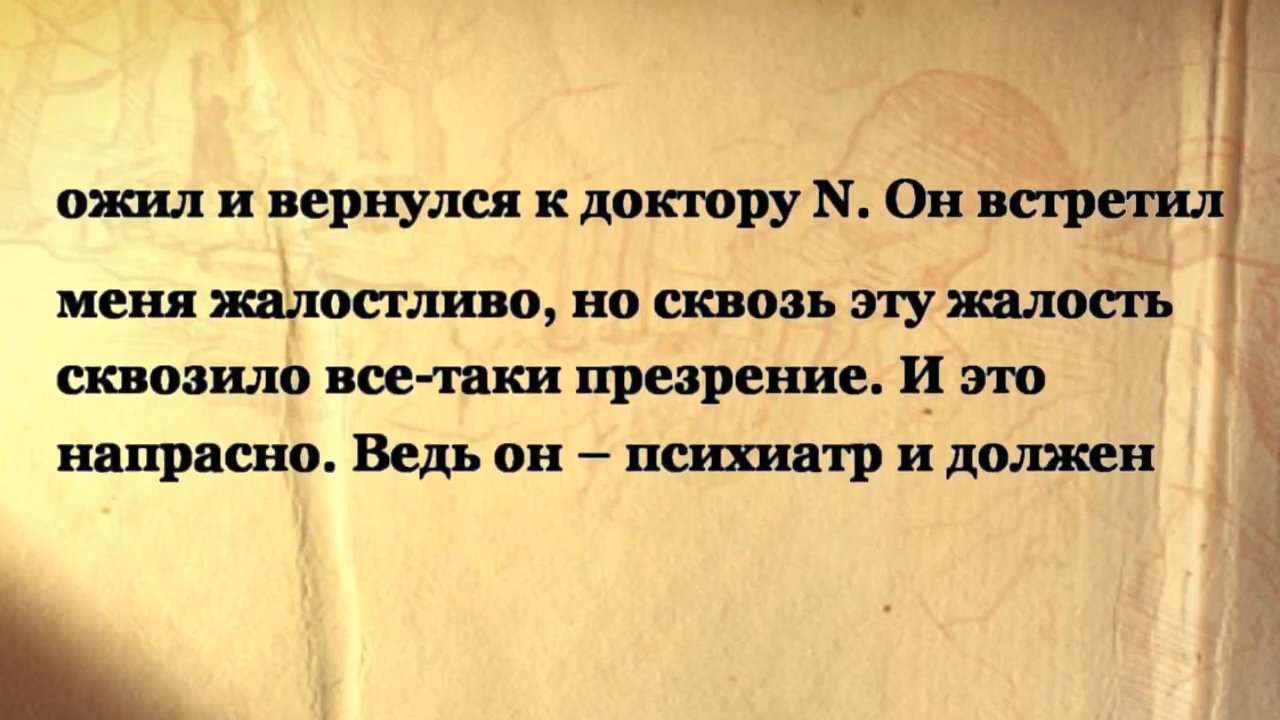 ожил и вернулся к доктору N. Он встретил
меня жалостливо, но сквозь эту жалость
сквозило все-таки презрение. И это
напрасно. Ведь он – психиатр и должен